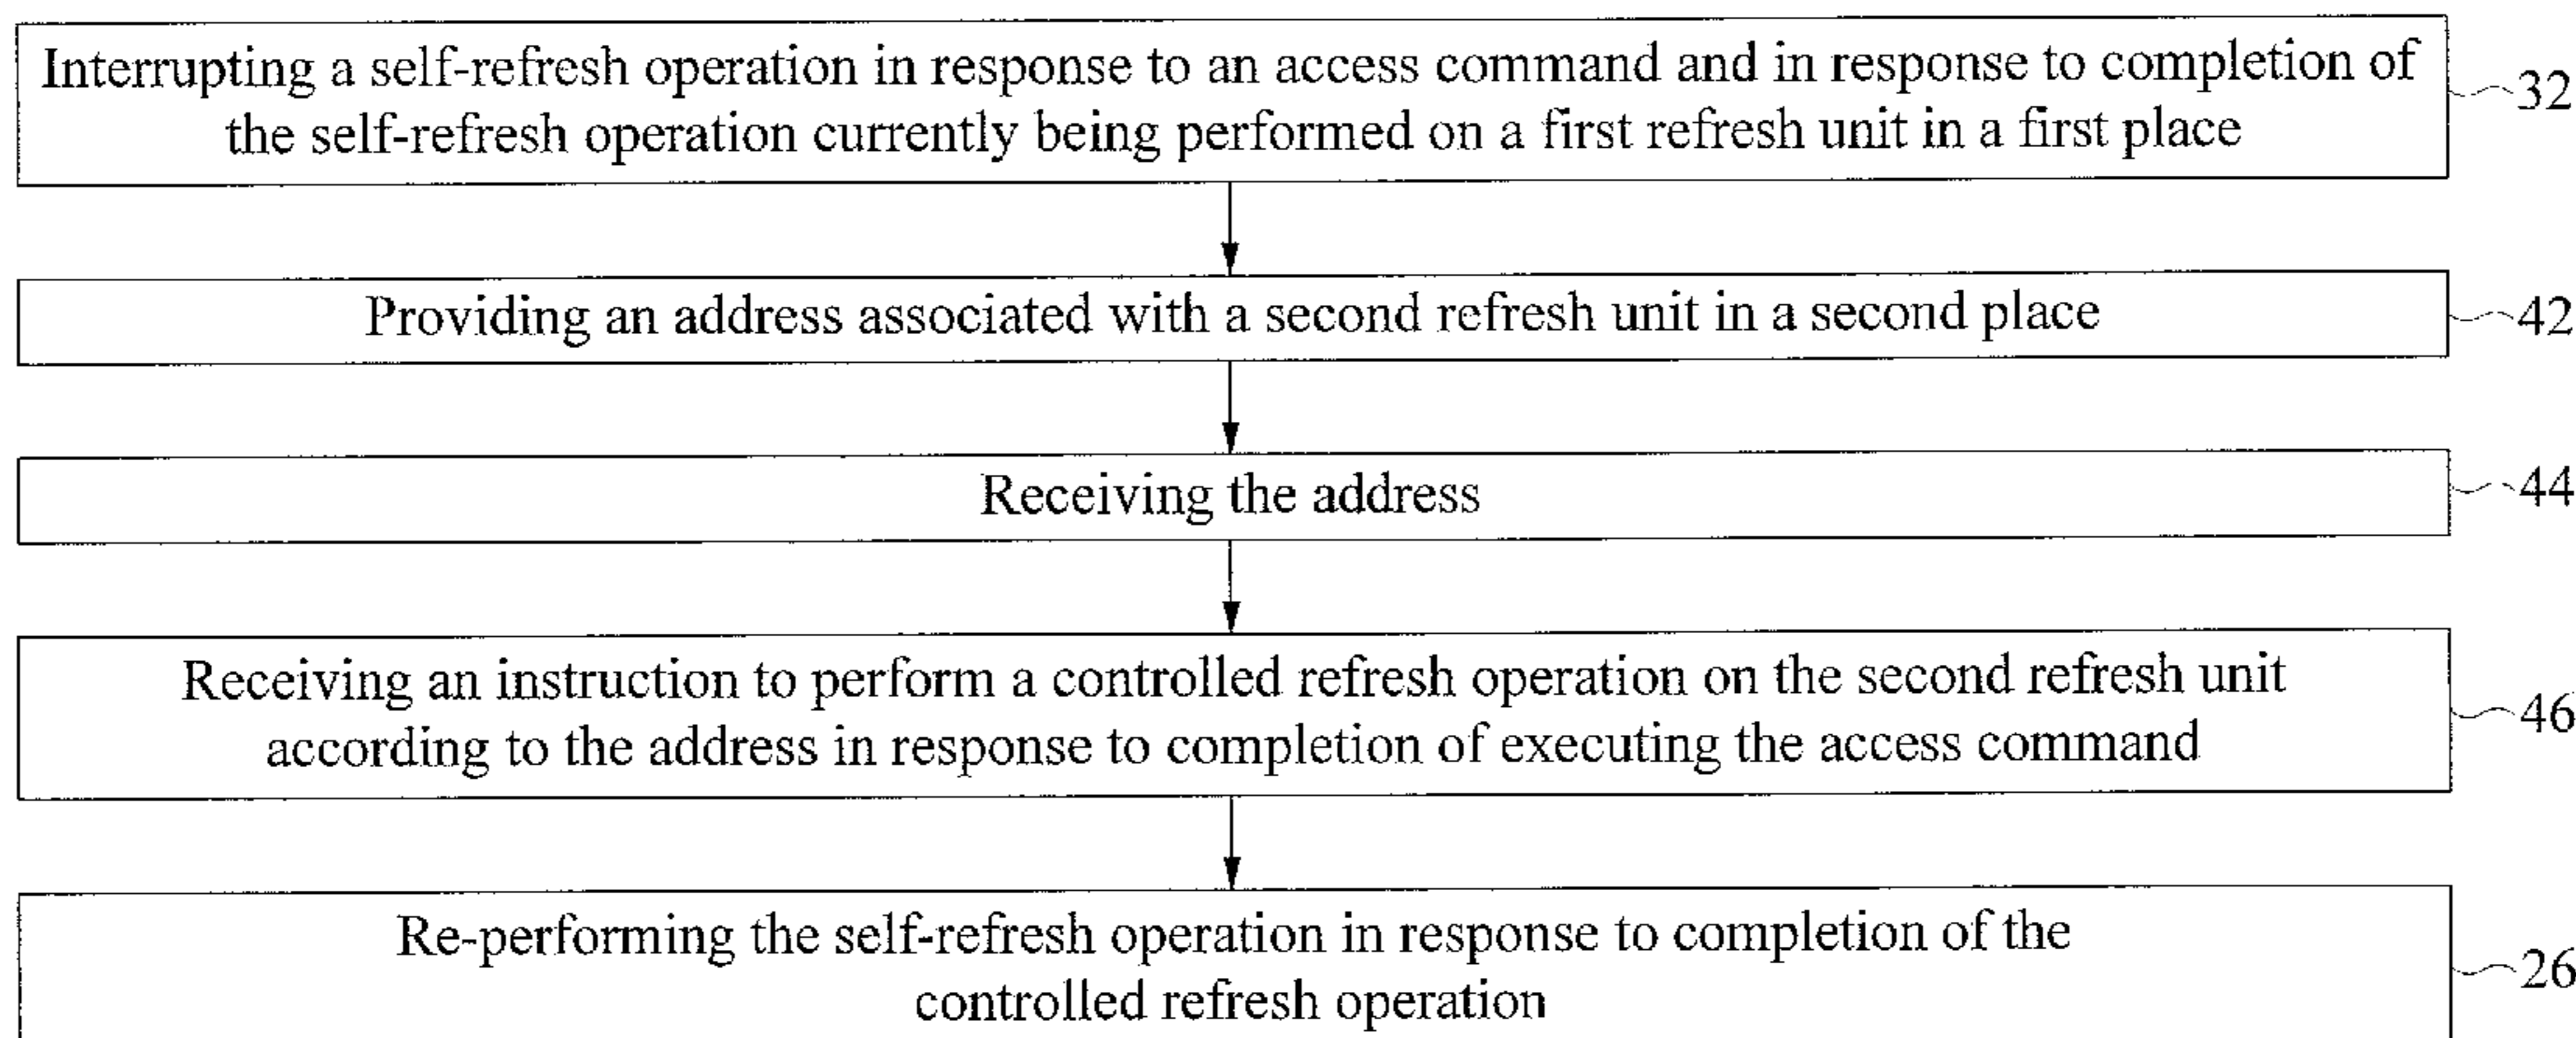 Interrupting a self-refresh operation in response to an access command and in response to completion of
the self-refresh operation currently being performed on a first refresh unit in a first place
32
Providing an address associated with a second refresh unit in a second place
42
Receiving the address
44
Receiving an instruction to perform a controlled refresh operation on the second refresh unit
according to the address in response to completion of executing the access command
46
Re-performing the self-refresh operation in response to completion of the
controlled refresh operation
26